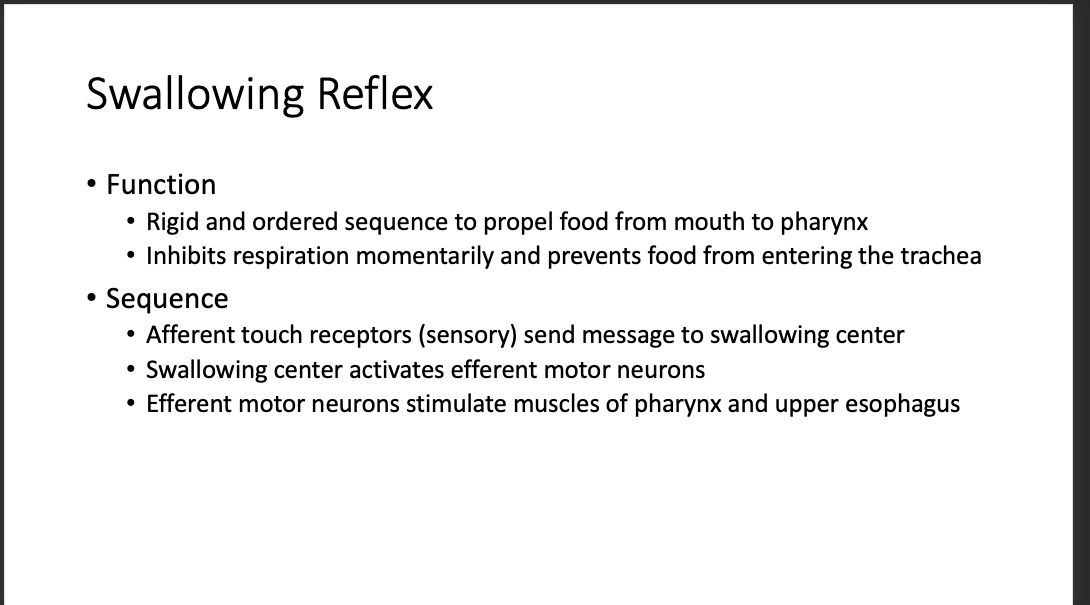 Swallowing Reflex
• Function
• Rigid and ordered sequence to propel food from mouth to pharynx
• Inhibits respiration momentarily and prevents food from entering the trachea
• Sequence
• Afferent touch receptors (sensory) send message to swallowing center
• Swallowing center activates efferent motor neurons
• Efferent motor neurons stimulate muscles of pharynx and upper esophagus